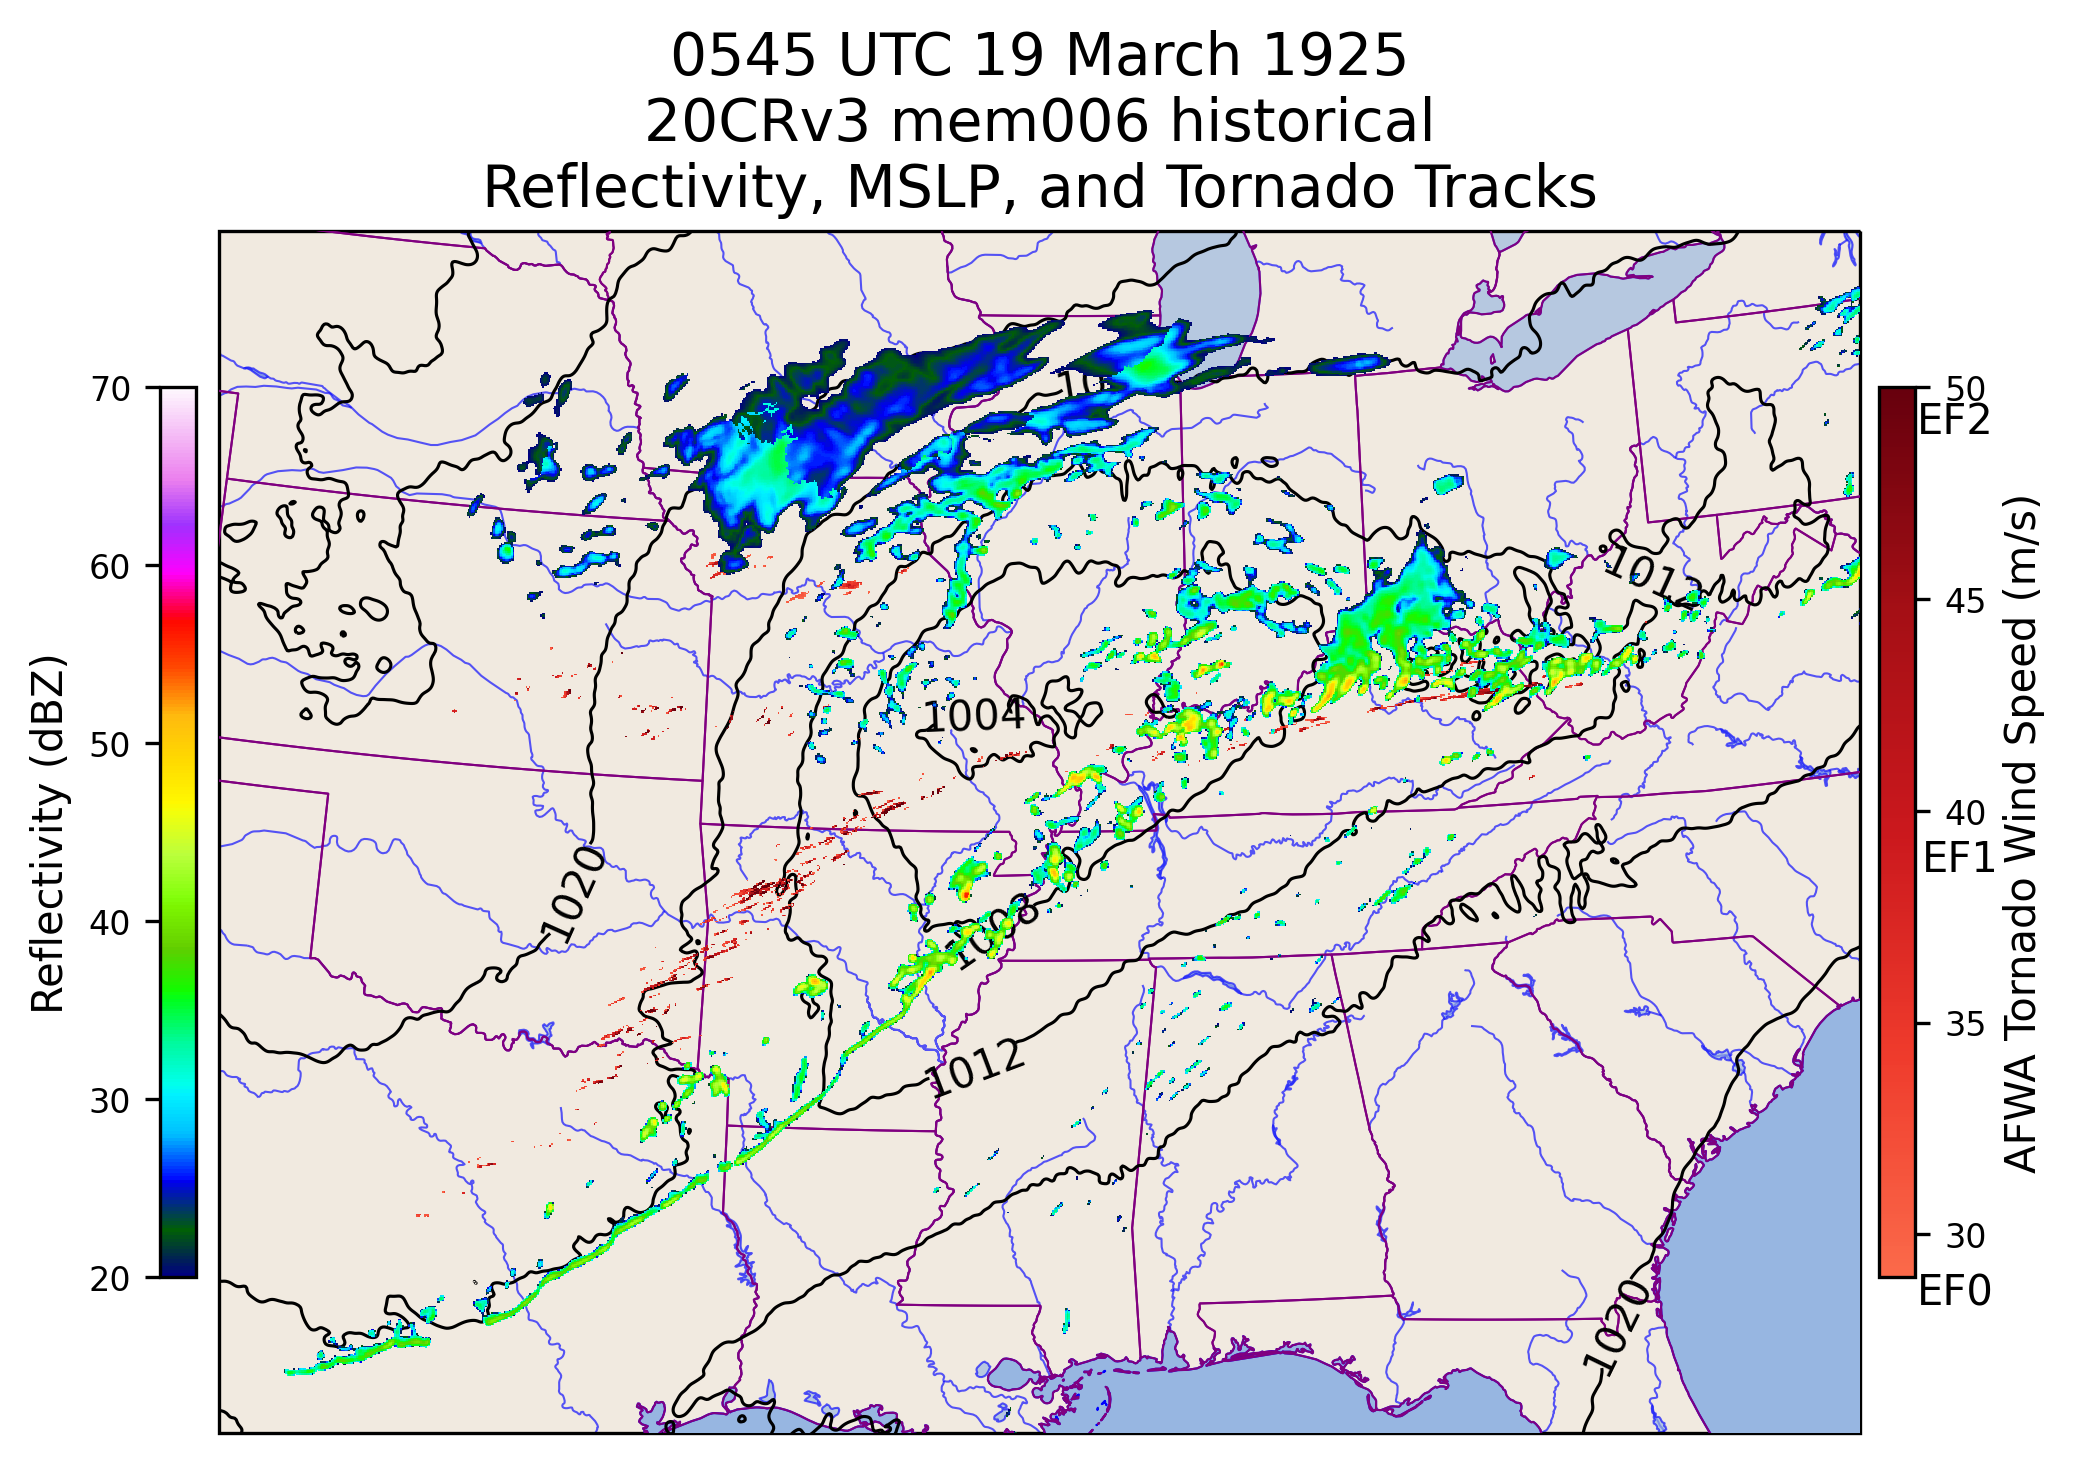 0545 UTC 19 March 1925
20CRv3 mem006 historical
Reflectivity, MSLP, and Tornado Tracks
70
60
50
40
30
20
Reflectivity (dBZ)
1012
1004
1020
1008
1012
1020
50
EF2
45
40
EF1
35
30
EF0
AFWA Tornado Wind Speed (m/s)